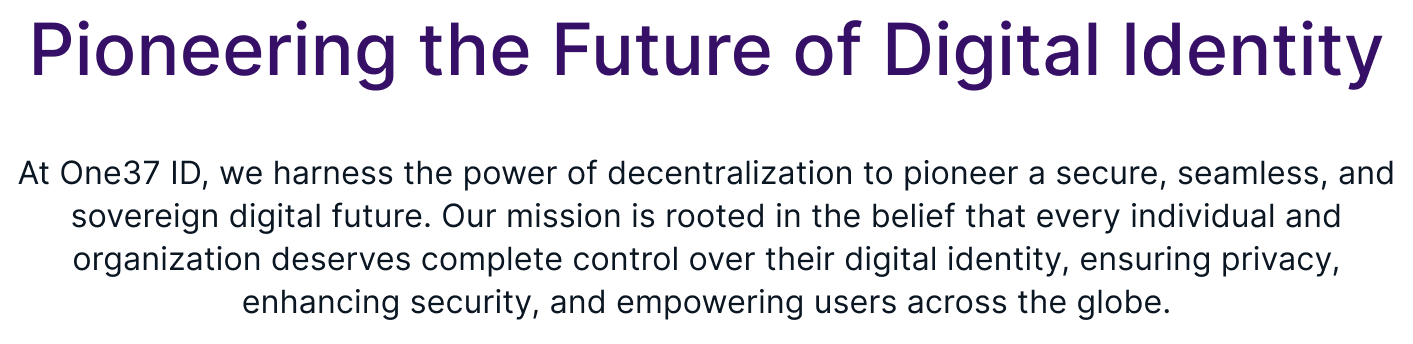 Pioneering the Future of Digital Identity
At One37 ID, we harness the power of decentralization to pioneer a secure, seamless, and
sovereign digital future. Our mission is rooted in the belief that every individual and
organization deserves complete control over their digital identity, ensuring privacy,
enhancing security, and empowering users across the globe.